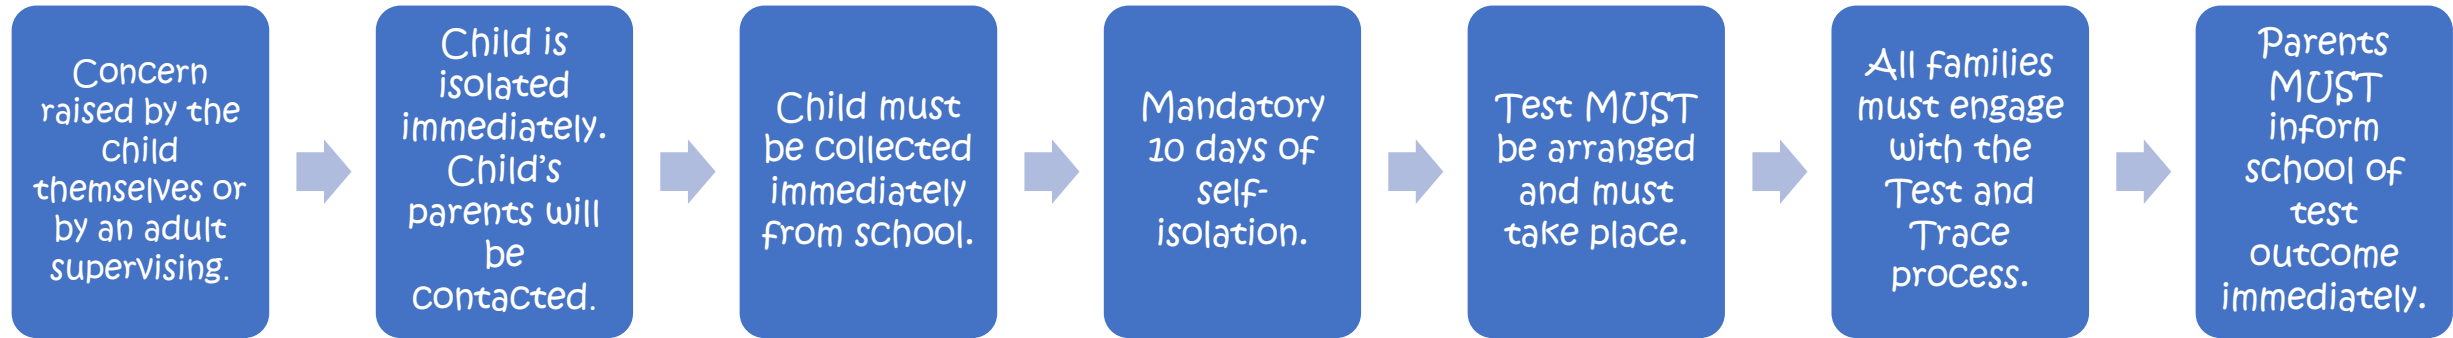 Concern
raised by the
child
themselves or
by an adult
supervising.
Child is
isolated
immediately.
Child's
parents will
be
contacted.
Child must
be collected
immediately
from school.
Mandatory
10 days of
self-
isolation.
Test MUST
be arranged
and must
take place.
All families
must engage
with the
Test and
Trace
process.
Parents
MUST
inform
school of
test
outcome
immediately.